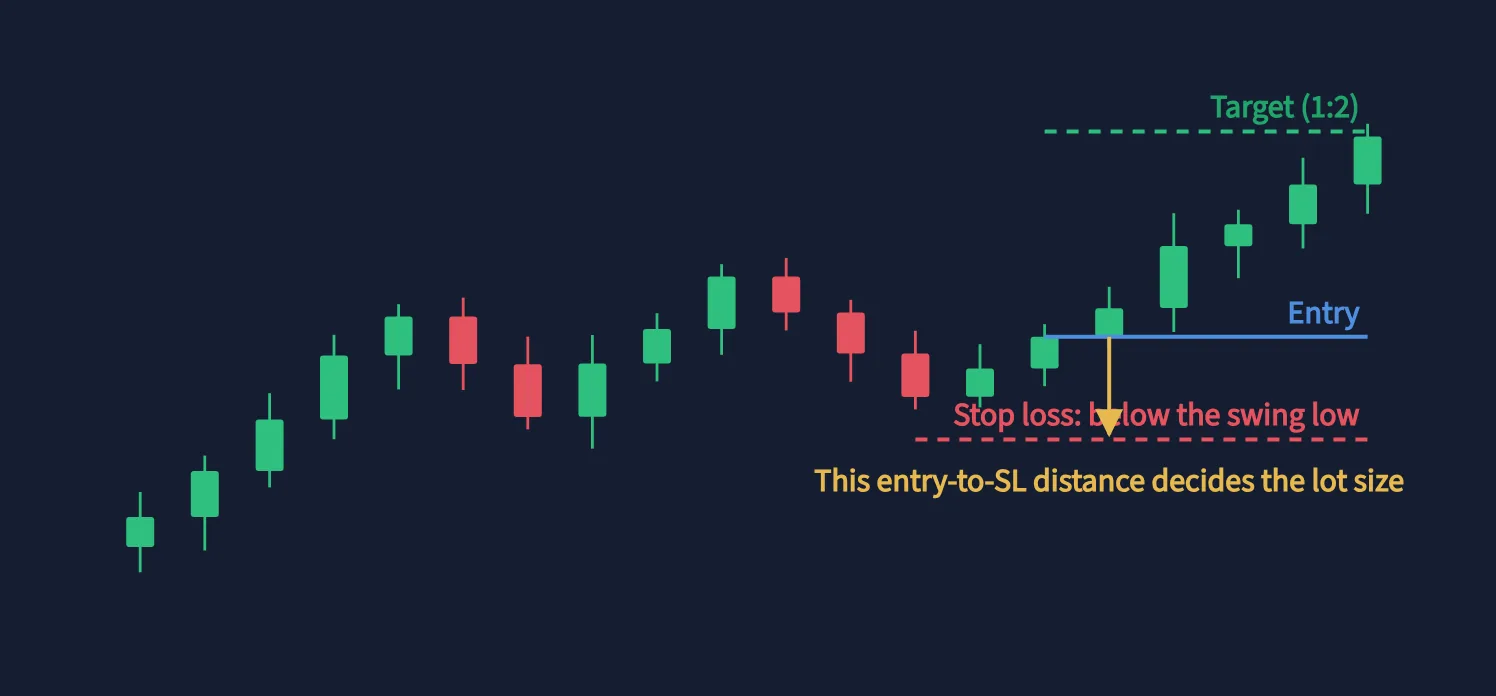 Target (1:2)
Entry
Stop loss: below the swing low
This entry-to-SL distance decides the lot size